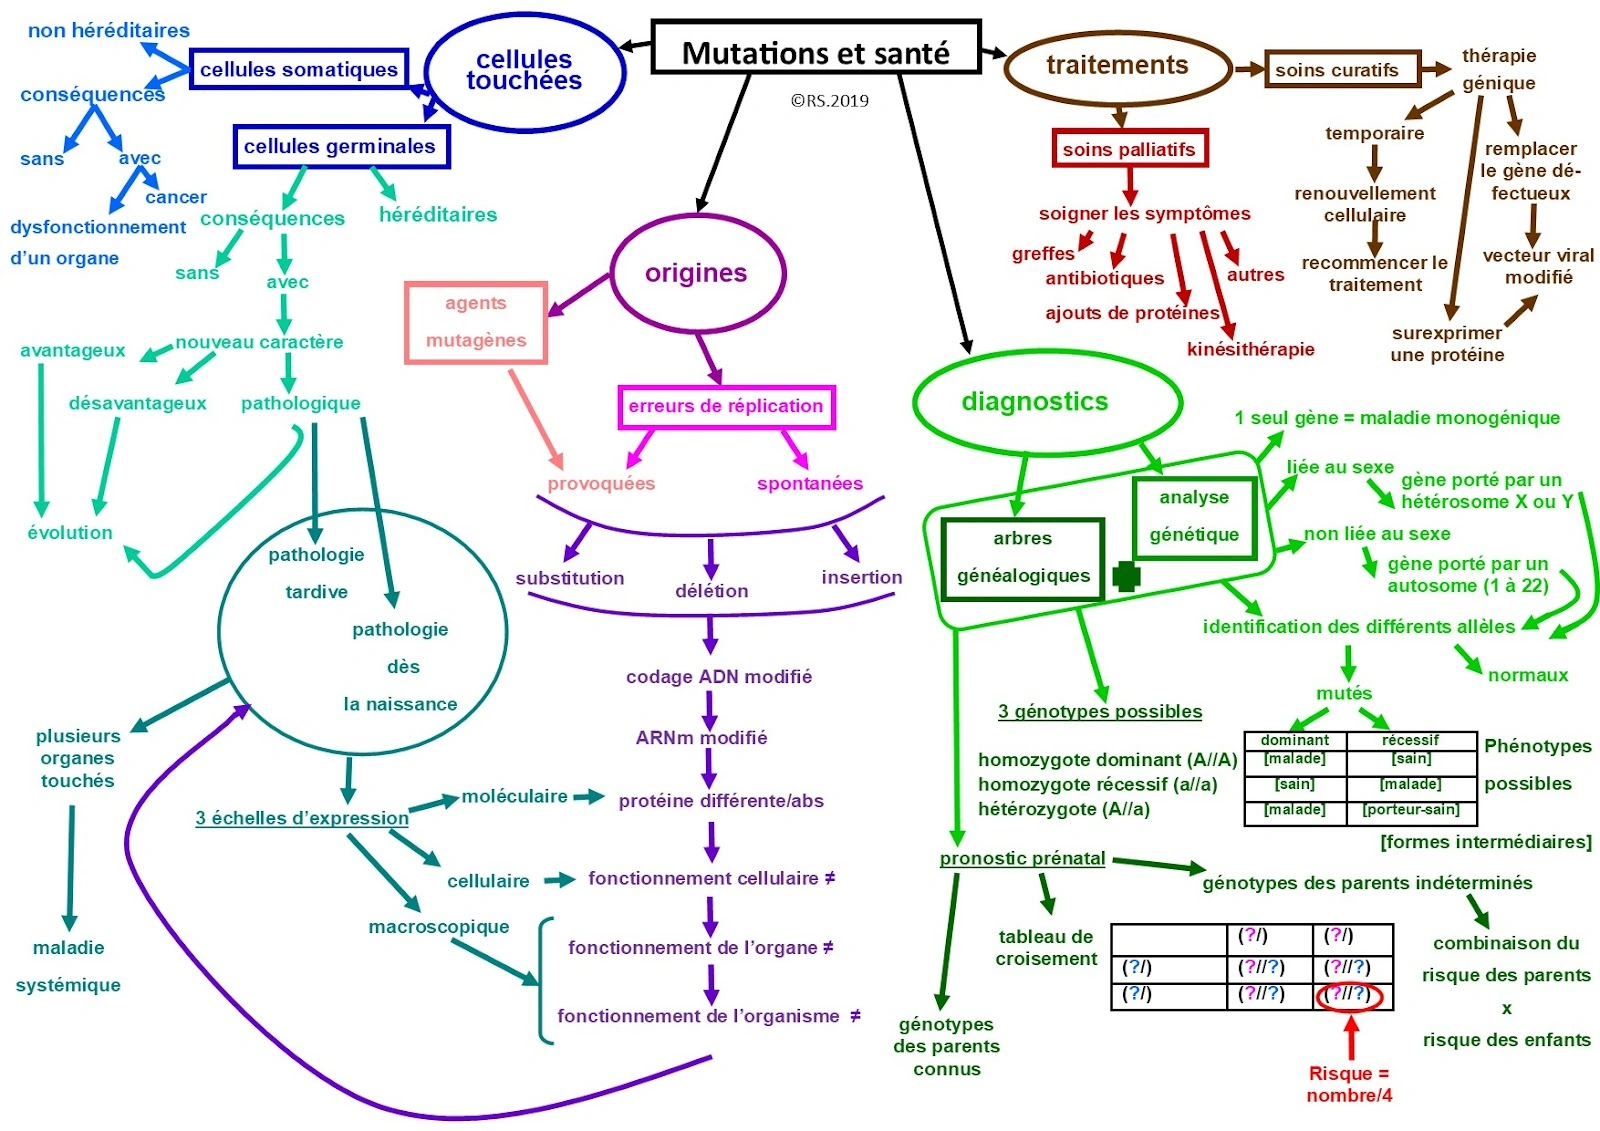 Mutations et santé
©RS.2019
cellules
touchées
cellules somatiques
non héréditaires
conséquences
sans
avec
cancer
dysfonctionnement
d'un organe
cellules germinales
conséquences
héréditaires
sans
avec
nouveau caractère
avantageux
désavantageux
pathologique
évolution
pathologie
tardive
pathologie
dès
la naissance
plusieurs
organes
touchés
maladie
systémique
3 échelles d'expression
moléculaire
cellulaire
macroscopique
origines
agents
mutagènes
erreurs de réplication
provoquées
spontanées
substitution
délétion
insertion
codage ADN modifié
ARNm modifié
protéine différente/abs
fonctionnement cellulaire ≠
fonctionnement de l'organe ≠
fonctionnement de l'organisme ≠
traitements
soins curatifs
thérapie
génique
temporaire
renouvellement
cellulaire
recommencer le
traitement
remplacer
le gène dé-
fectueux
vecteur viral
modifié
surexprimer
une protéine
soins palliatifs
soigner les symptômes
greffes
antibiotiques
ajouts de protéines
kinésithérapie
autres
diagnostics
arbres
généalogiques
analyse
génétique
1 seul gène = maladie monogénique
liée au sexe
gène porté par un
hétérosome X ou Y
non liée au sexe
gène porté par un
autosome (1 à 22)
identification des différents allèles
normaux
mutés
3 génotypes possibles
homozygote dominant (A//A)
homozygote récessif (a//a)
hétérozygote (A//a)
dominant récessif
[malade] [sain]
[sain] [malade]
[malade] [porteur-sain]
Phénotypes
possibles
[formes intermédiaires]
pronostic prénatal
génotypes des parents indéterminés
combinaison du
risque des parents
x
risque des enfants
tableau de
croisement
(?/) (?/)
(?/) (?//?) (?//?)
(?/) (?//?) (?//?)
Risque =
nombre/4
génotypes
des parents
connus